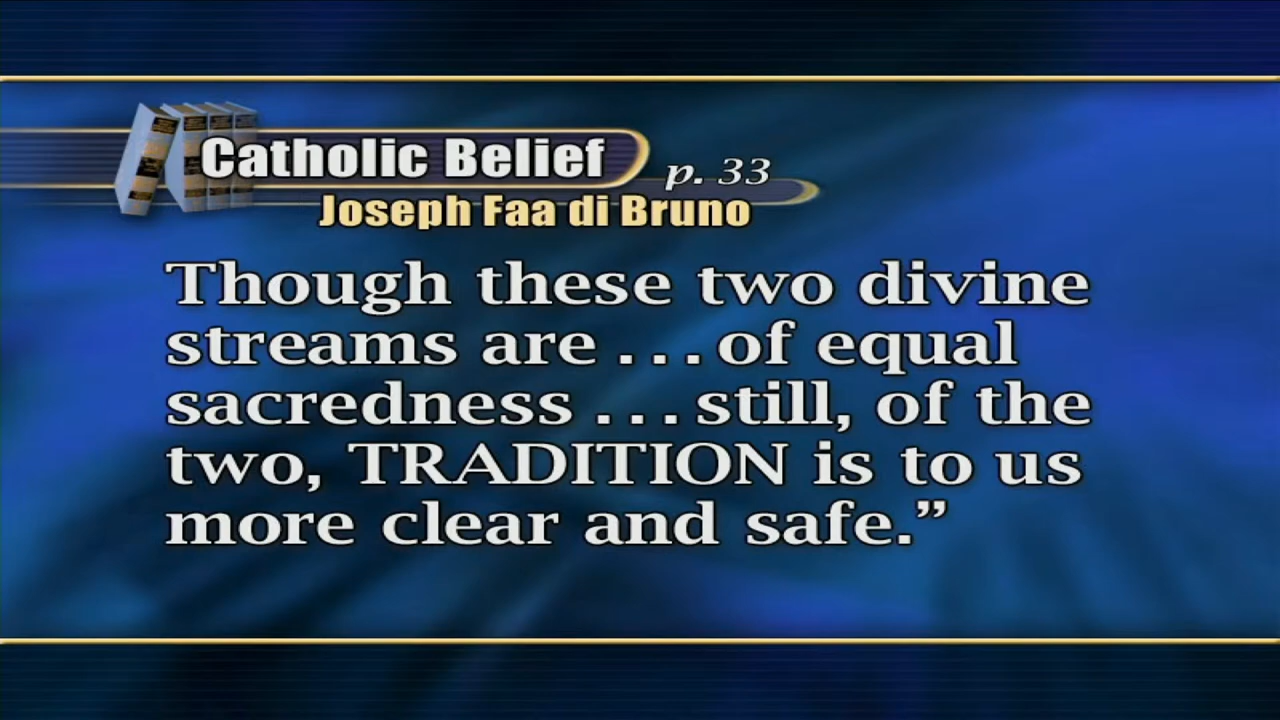 Catholic Belief p. 33
Joseph Faa di Bruno
Though these two divine
streams are . . . of equal
sacredness . . . still, of the
two, TRADITION is to us
more clear and safe.”